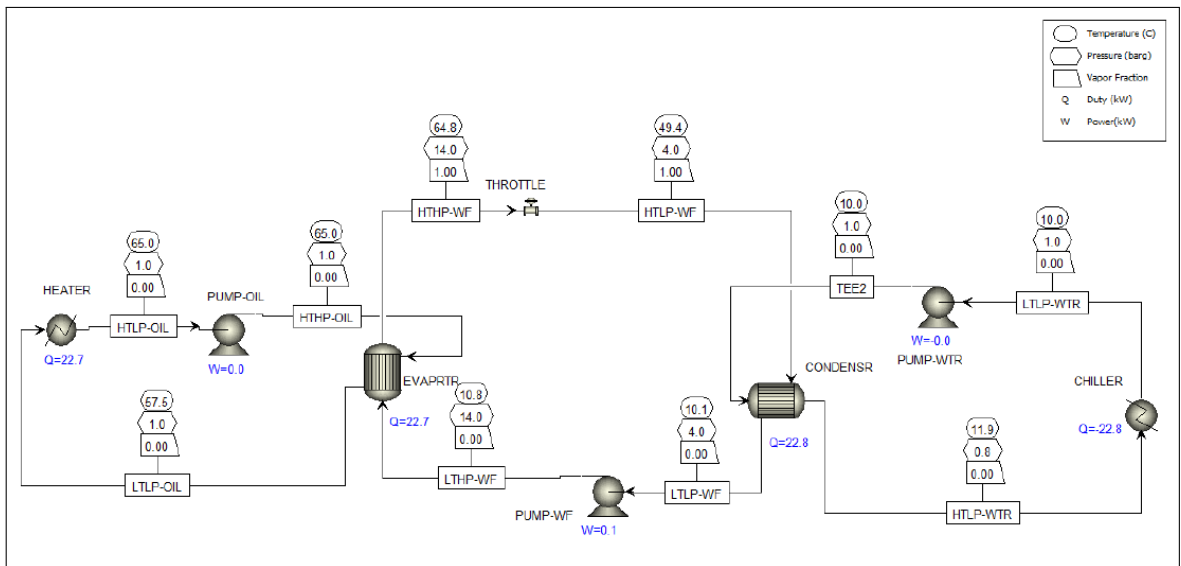 Temperature (C)
Pressure (barg)
Vapor Fraction
Q Duty (kW)
W Power(kW)
64.8
14.0
1.00
HTHP-WF
THROTTLE
49.4
4.0
1.00
HTLP-WF
10.0
1.0
0.00
TEE2
10.0
1.0
0.00
LTLP-WTR
65.0
1.0
0.00
HTLP-OIL
HEATER
Q=22.7
PUMP-OIL
W=0.0
65.0
1.0
0.00
HTHP-OIL
EVAPRTR
Q=22.7
57.5
1.0
0.00
LTLP-OIL
10.8
14.0
0.00
LTHP-WF
PUMP-WF
W=0.1
10.1
4.0
0.00
LTLP-WF
CONDENSR
Q=22.8
W=-0.0
PUMP-WTR
CHILLER
Q=-22.8
11.9
0.8
0.00
HTLP-WTR